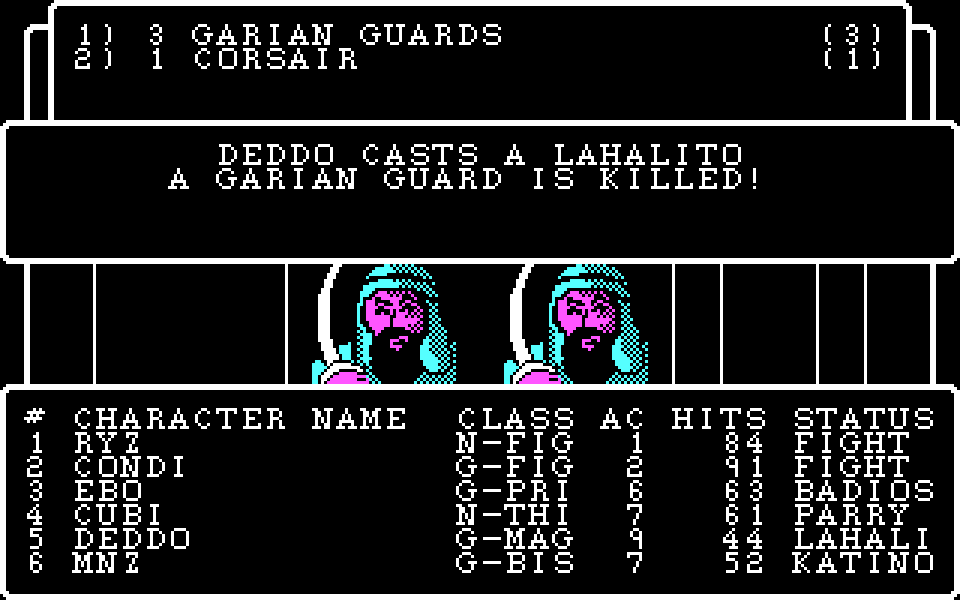 1) 3 GARIAN GUARDS (3)
2) 1 CORSAIR (1)
DEDDO CASTS A LAHALITO
A GARIAN GUARD IS KILLED!
# CHARACTER NAME CLASS AC HITS STATUS
1 RYZ N-FIG 1 84 FIGHT
2 CONDI G-FIG 2 91 FIGHT
3 EBO G-PRI 6 63 BADIOS
4 CUBI N-THI 7 61 PARRY
5 DEDDO G-MAG 9 44 LAHALI
6 MNZ G-BIS 7 52 KATINO